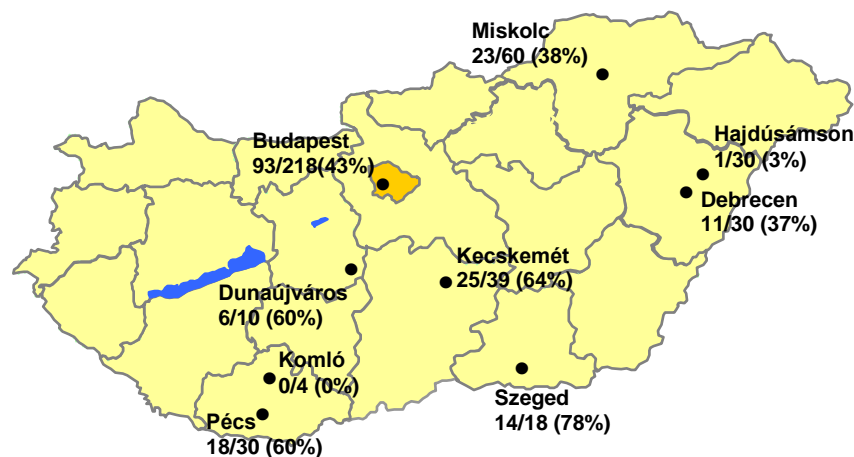 Miskolc
23/60 (38%)
Budapest
93/218(43%)
Hajdúsámson
1/30 (3%)
Debrecen
11/30 (37%)
Kecskemét
25/39 (64%)
Dunaújváros
6/10 (60%)
Komló
0/4 (0%)
Szeged
14/18 (78%)
Pécs
18/30 (60%)